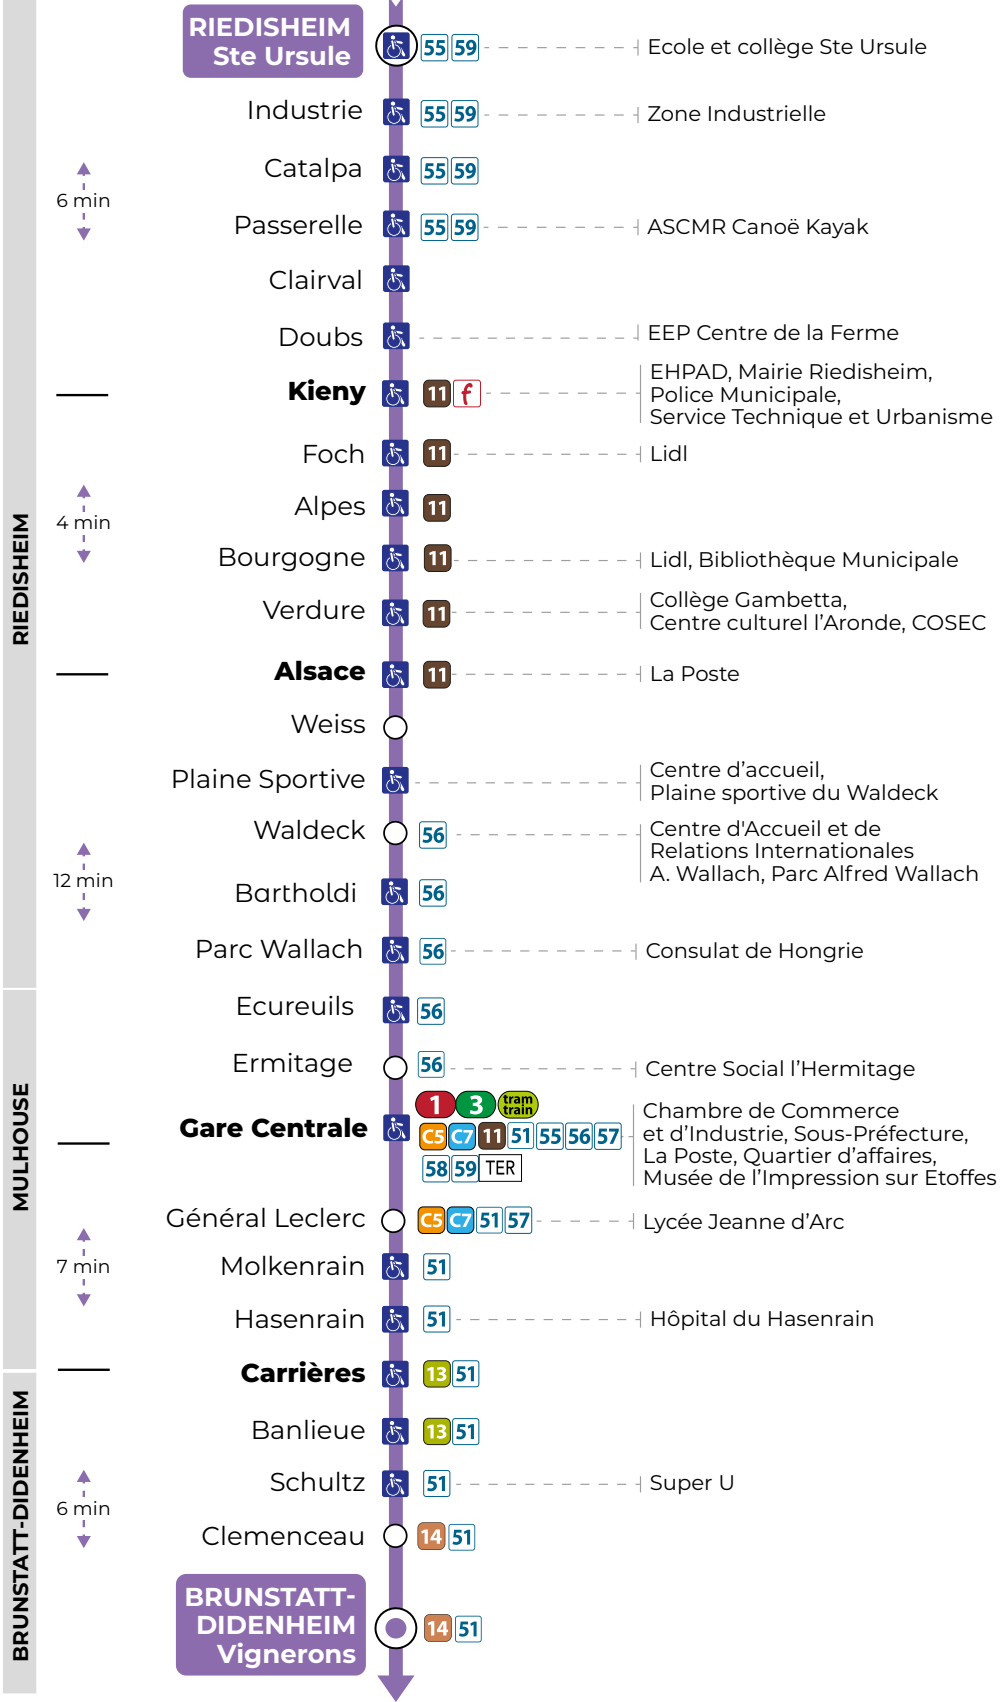 RIEDISHEIM
Ste Ursule
55 59
Ecole et collège Ste Ursule
Industrie
55 59
Zone Industrielle
Catalpa
55 59
6 min
Passerelle
55 59
ASCMR Canoë Kayak
Clairval
Doubs
EEP Centre de la Ferme
Kieny
11 f
EHPAD, Mairie Riedisheim,
Police Municipale,
Service Technique et Urbanisme
Foch
11
Lidl
Alpes
11
4 min
Bourgogne
11
Lidl, Bibliothèque Municipale
RIEDISHEIM
Verdure
11
Collège Gambetta,
Centre culturel l’Aronde, COSEC
Alsace
11
La Poste
Weiss
Plaine Sportive
Centre d’accueil,
Plaine sportive du Waldeck
Waldeck
56
Centre d'Accueil et de
Relations Internationales
A. Wallach, Parc Alfred Wallach
12 min
Bartholdi
56
Parc Wallach
56
Consulat de Hongrie
Ecureuils
56
Ermitage
56
Centre Social l’Hermitage
MULHOUSE
Gare Centrale
1 3 tram
train
C5 C7 11 51 55 56 57
58 59 TER
Chambre de Commerce
et d’Industrie, Sous-Préfecture,
La Poste, Quartier d’affaires,
Musée de l’Impression sur Etoffes
Général Leclerc
C5 C7 51 57
Lycée Jeanne d’Arc
7 min
Molkenrain
51
Hasenrain
51
Hôpital du Hasenrain
Carrières
13 51
Banlieue
13 51
BRUNSTATT-DIDENHEIM
Schultz
51
Super U
6 min
Clemenceau
14 51
BRUNSTATT-
DIDENHEIM
Vignerons
14 51